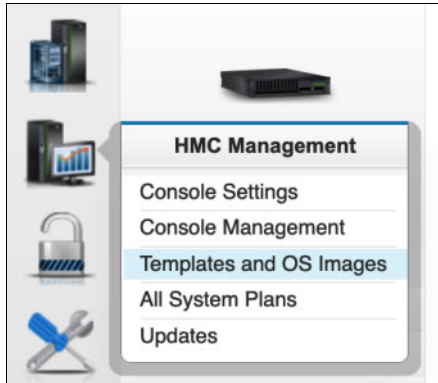 HMC Management
Console Settings
Console Management
Templates and OS Images
All System Plans
Updates